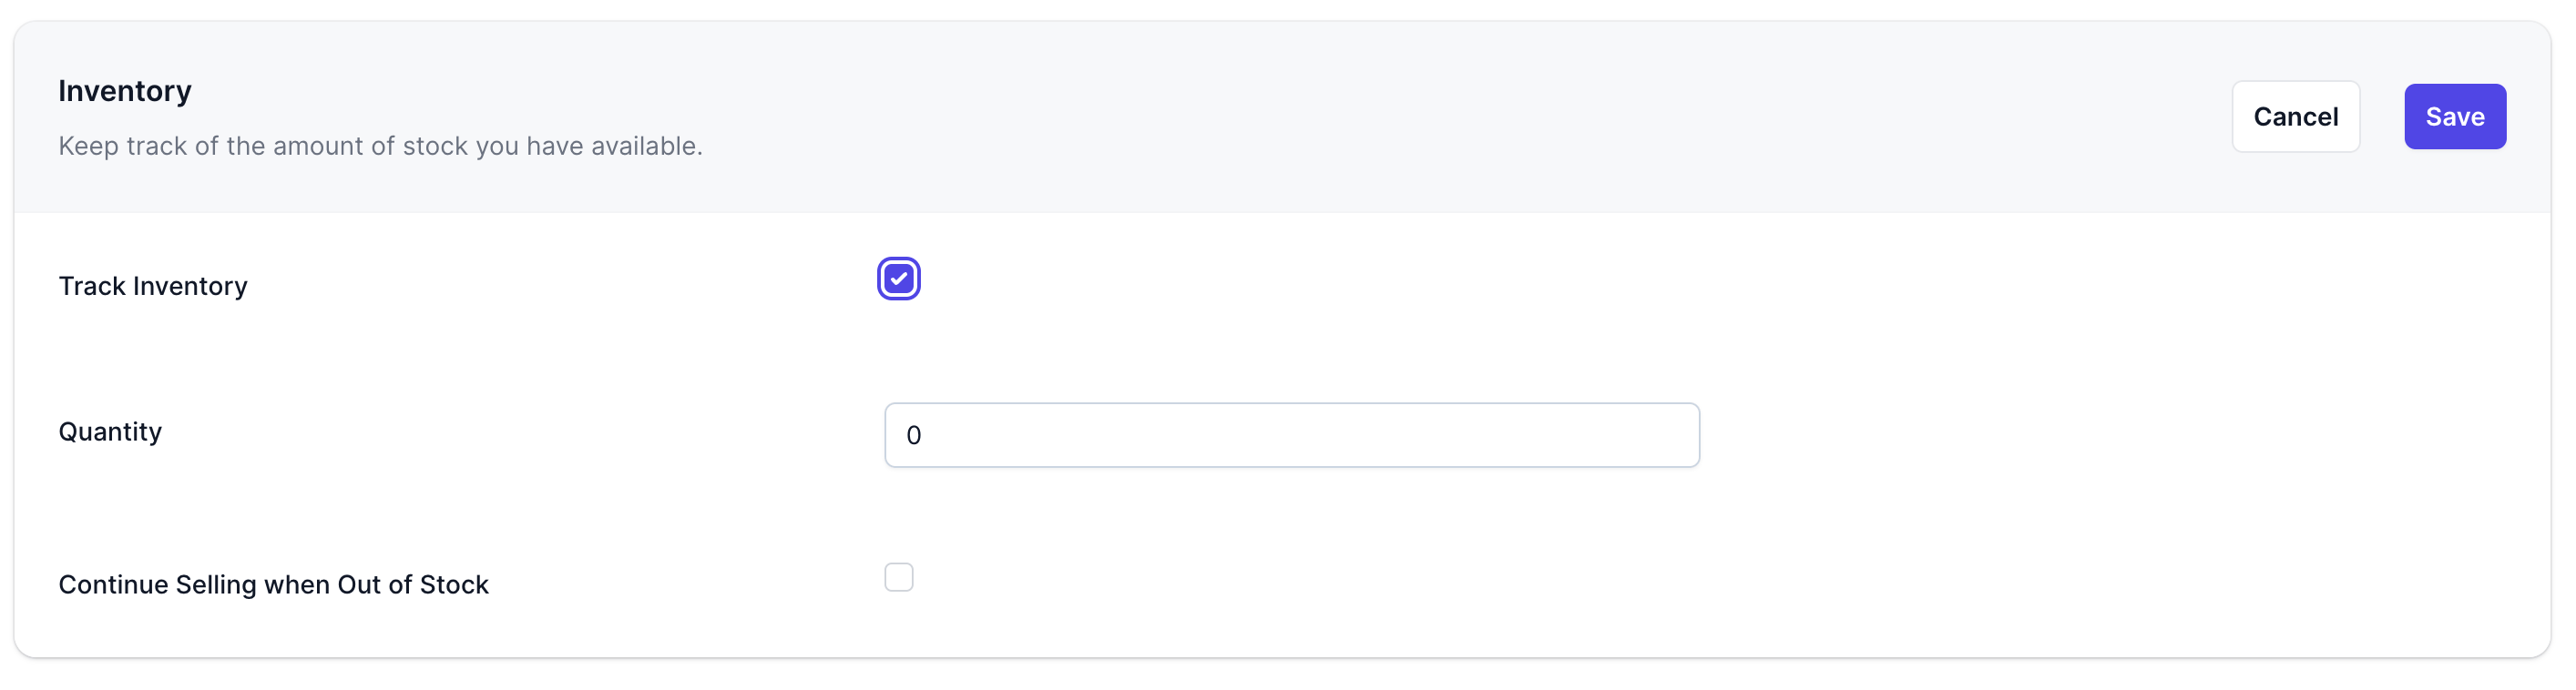 Inventory
Keep track of the amount of stock you have available.
Cancel
Save
Track Inventory
Quantity
0
Continue Selling when Out of Stock